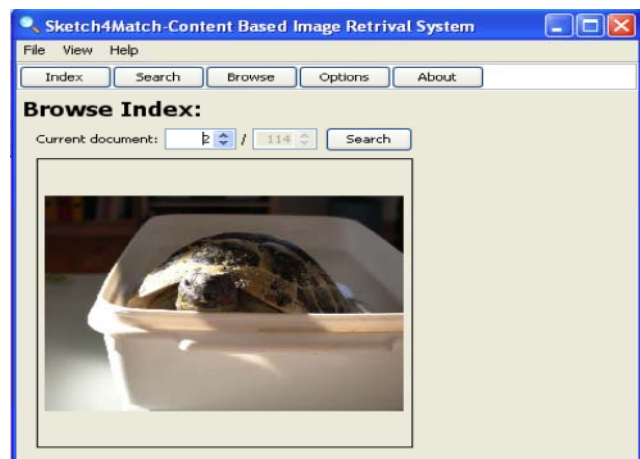 Sketch4Match-Content Based Image Retrival System
File View Help
Index Search Browse Options About
Browse Index:
Current document: 2 / 114 Search